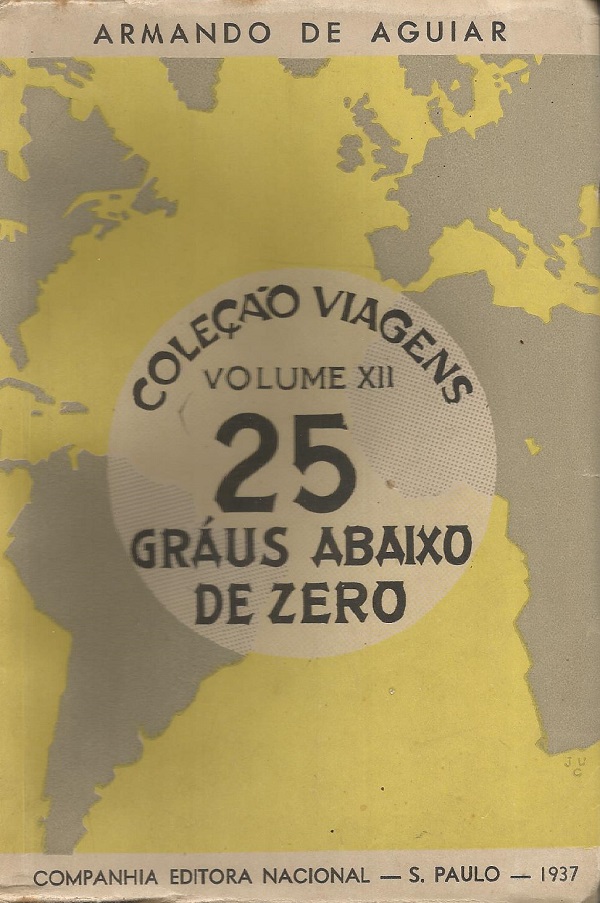 ARMANDO DE AGUIAR
COLEÇÃO VIAGENS
VOLUME XII
25
GRÁUS ABAIXO
DE ZERO
J U
C
COMPANHIA EDITORA NACIONAL — S. PAULO — 1937